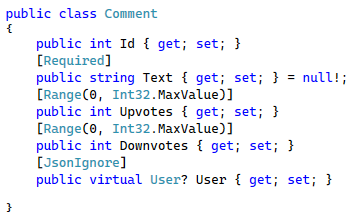 public class Comment
{
    public int Id { get; set; }
    [Required]
    public string Text { get; set; } = null!;
    [Range(0, Int32.MaxValue)]
    public int Upvotes { get; set; }
    [Range(0, Int32.MaxValue)]
    public int Downvotes { get; set; }
    [JsonIgnore]
    public virtual User? User { get; set; }
}